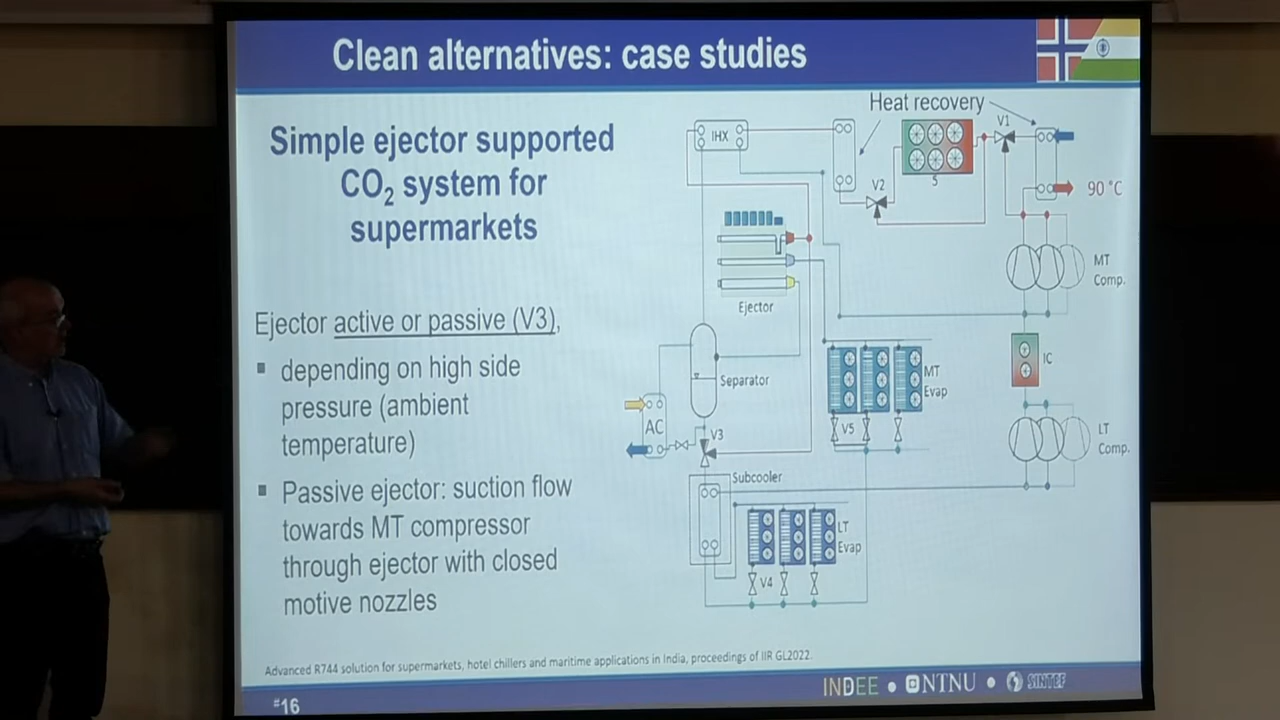 Clean alternatives: case studies
Simple ejector supported
CO₂ system for
supermarkets
Ejector active or passive (V3),
▪ depending on high side
pressure (ambient
temperature)
▪ Passive ejector: suction flow
towards MT compressor
through ejector with closed
motive nozzles
Heat recovery
IHX
V1
V2
S
90 °C
MT
Comp.
Ejector
Separator
IC
MT
Evap
AC
V5
V3
LT
Comp.
Subcooler
LT
Evap
V4
Advanced R744 solution for supermarkets, hotel chillers and maritime applications in India, proceedings of IIR GL2022.
#16
INDEE • NTNU • SINTEF